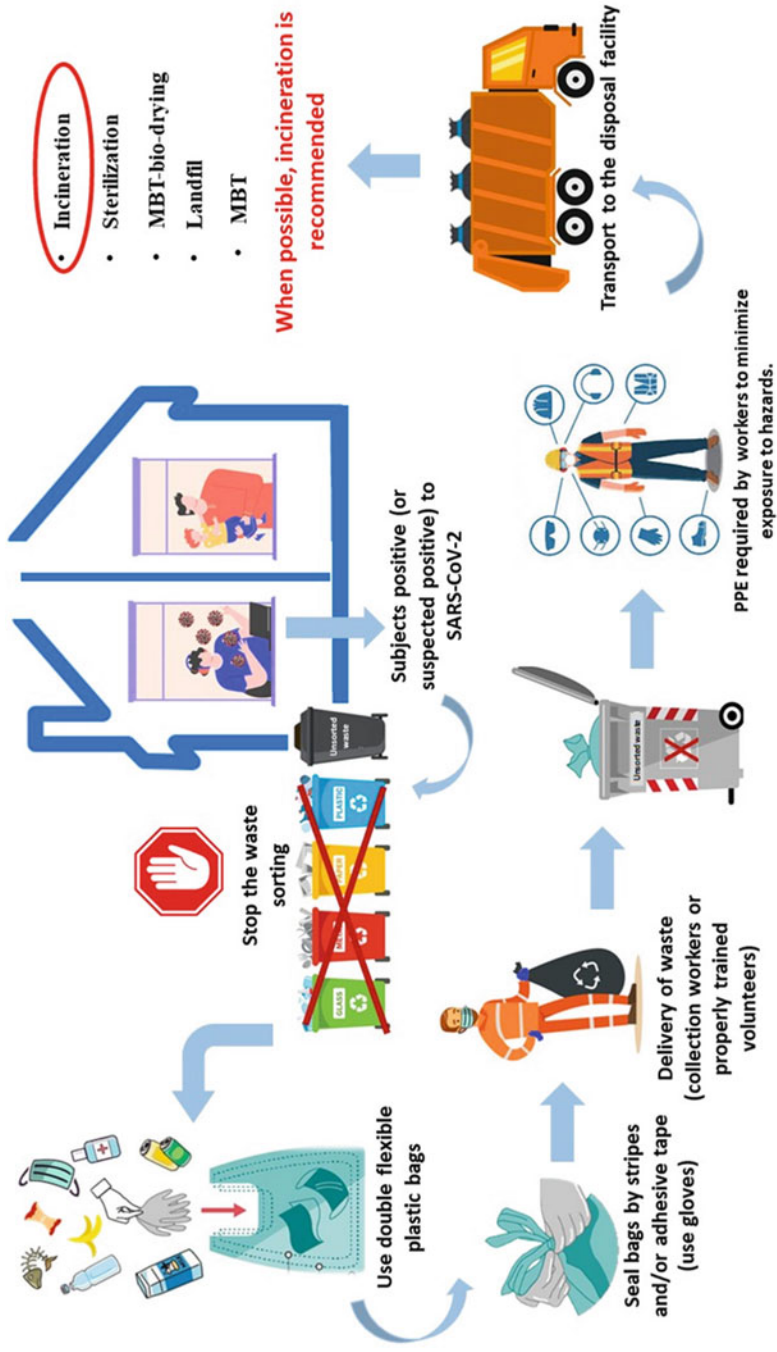 Use double flexible
plastic bags
Stop the waste
sorting
GLASS
PAPER
PLASTIC
Unsorted
waste
Subjects positive (or
suspected positive) to
SARS-CoV-2
• Incineration
• Sterilization
• MBT-bio-drying
• Landfil
• MBT
When possible, incineration is
recommended
Seal bags by stripes
and/or adhesive tape
(use gloves)
Delivery of waste
(collection workers or
properly trained
volunteers)
Unsorted waste
PPE required by workers to minimize
exposure to hazards.
Transport to the disposal facility